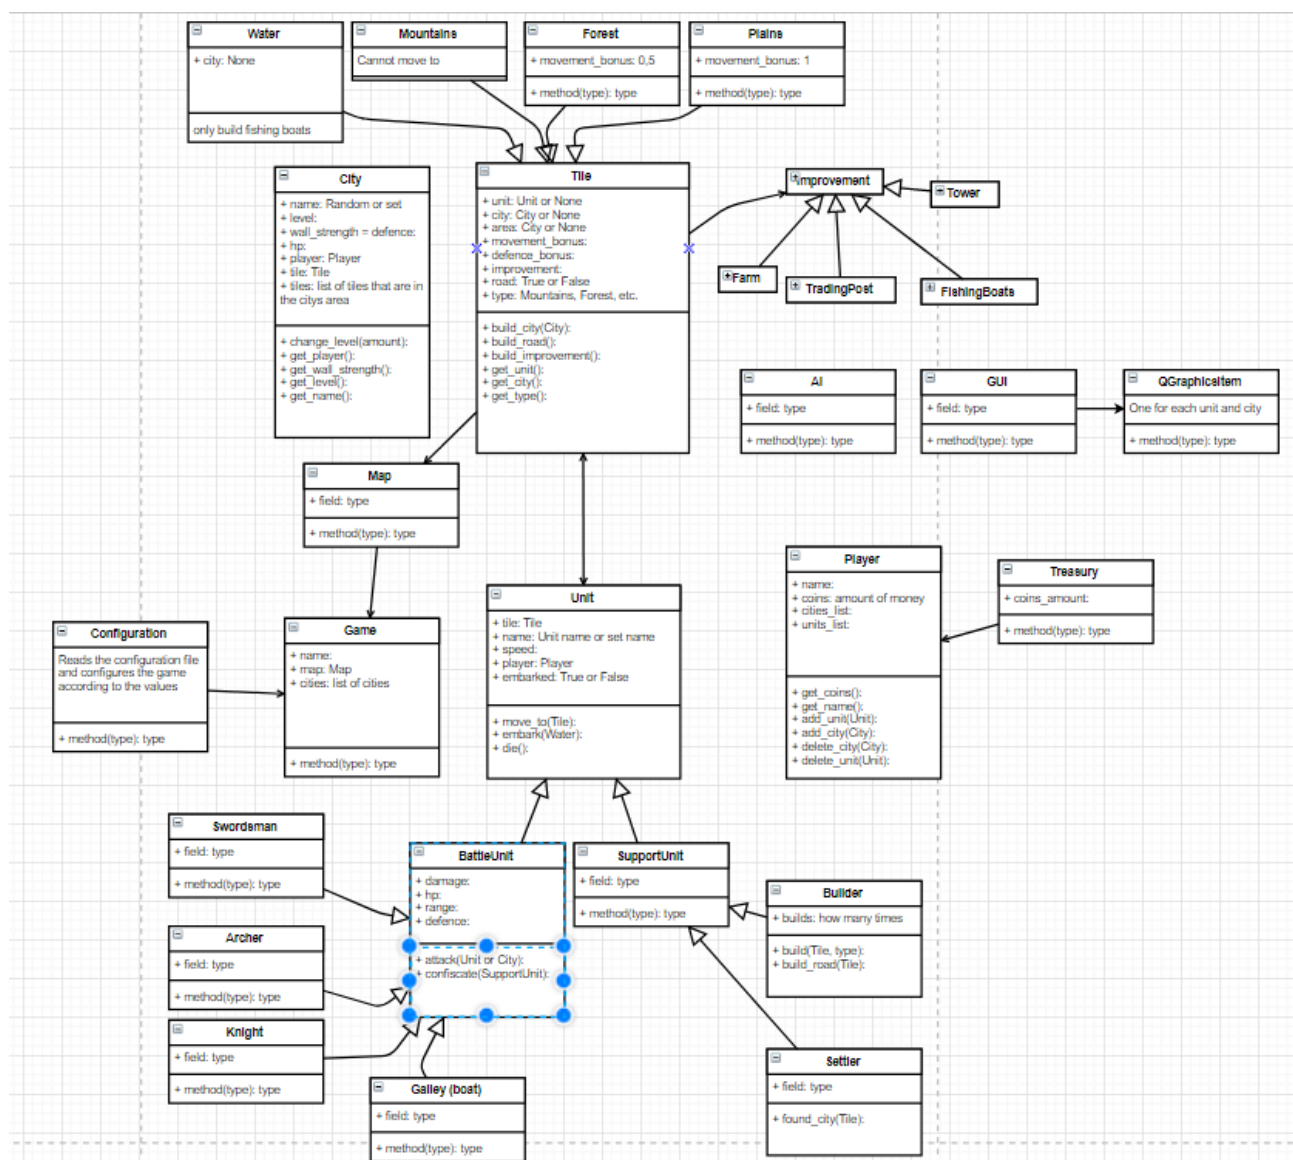 Water
+ city: None
only build fishing boats
Mountains
Cannot move to
Forest
+ movement_bonus: 0,5
+ method(type): type
Plains
+ movement_bonus: 1
+ method(type): type
City
+ name: Random or set
+ level:
+ wall_strength = defence:
+ hp:
+ player: Player
+ tile: Tile
+ tiles: list of tiles that are in
the citys area
+ change_level(amount):
+ get_player():
+ get_wall_strength():
+ get_level():
+ get_name():
Tile
+ unit: Unit or None
+ city: City or None
+ area: City or None
+ movement_bonus:
+ defence_bonus:
+ improvement:
+ road: True or False
+ type: Mountains, Forest, etc.
+ build_city(City):
+ build_road():
+ build_improvement():
+ get_unit():
+ get_city():
+ get_type():
Improvement
Tower
Farm
TradingPost
FishingBoats
AI
+ field: type
+ method(type): type
GUI
+ field: type
+ method(type): type
QGraphicsItem
One for each unit and city
+ method(type): type
Map
+ field: type
+ method(type): type
Configuration
Reads the configuration file
and configures the game
according to the values
+ method(type): type
Game
+ name:
+ map: Map
+ cities: list of cities
+ method(type): type
Unit
+ tile: Tile
+ name: Unit name or set name
+ speed:
+ player: Player
+ embarked: True or False
+ move_to(Tile):
+ embark(Water):
+ die():
Player
+ name:
+ coins: amount of money
+ cities_list:
+ units_list:
+ get_coins():
+ get_name():
+ add_unit(Unit):
+ add_city(City):
+ delete_city(City):
+ delete_unit(Unit):
Treasury
+ coins_amount:
+ method(type): type
Swordsman
+ field: type
+ method(type): type
Archer
+ field: type
+ method(type): type
Knight
+ field: type
+ method(type): type
BattleUnit
+ damage:
+ hp:
+ range:
+ defence:
+ attack(Unit or City):
+ confiscate(SupportUnit):
SupportUnit
+ field: type
+ method(type): type
Builder
+ builds: how many times
+ build(Tile, type):
+ build_road(Tile):
Galley (boat)
+ field: type
+ method(type): type
Settler
+ field: type
+ found_city(Tile):